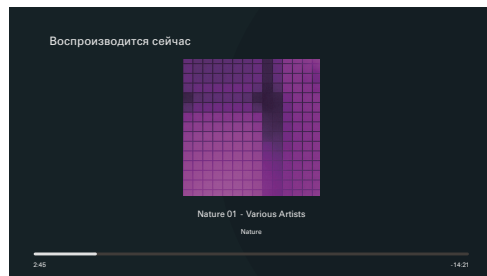 Воспроизводится сейчас
Nature 01 - Various Artists
Nature
2:45
-14:21